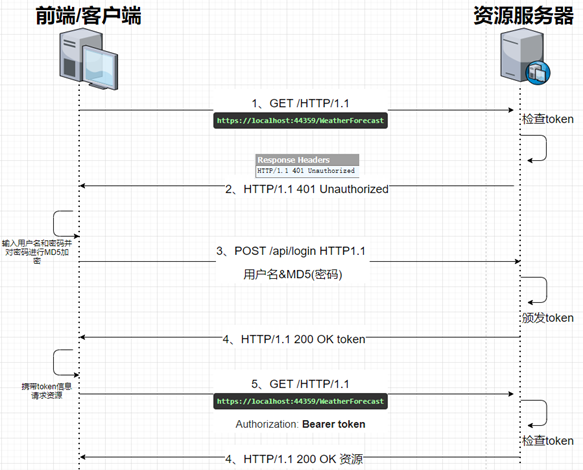 前端/客户端
资源服务器
1、GET /HTTP/1.1
https://localhost:44359/WeatherForecast
检查token
Response Headers
HTTP/1.1 401 Unauthorized
2、HTTP/1.1 401 Unauthorized
输入用户名和密码并
对密码进行MD5加
密
3、POST /api/login HTTP1.1
用户名&MD5(密码)
颁发token
4、HTTP/1.1 200 OK token
携带token信息
请求资源
5、GET /HTTP/1.1
https://localhost:44359/WeatherForecast
Authorization: Bearer token
检查token
4、HTTP/1.1 200 OK 资源